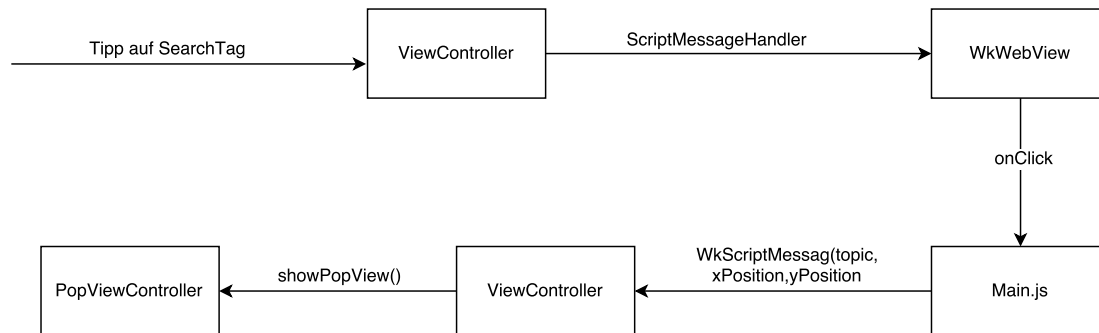 Tipp auf SearchTag
ViewController
ScriptMessageHandler
WkWebView
onClick
WkScriptMessag(topic,
xPosition,yPosition
showPopView()
PopViewController
ViewController
Main.js